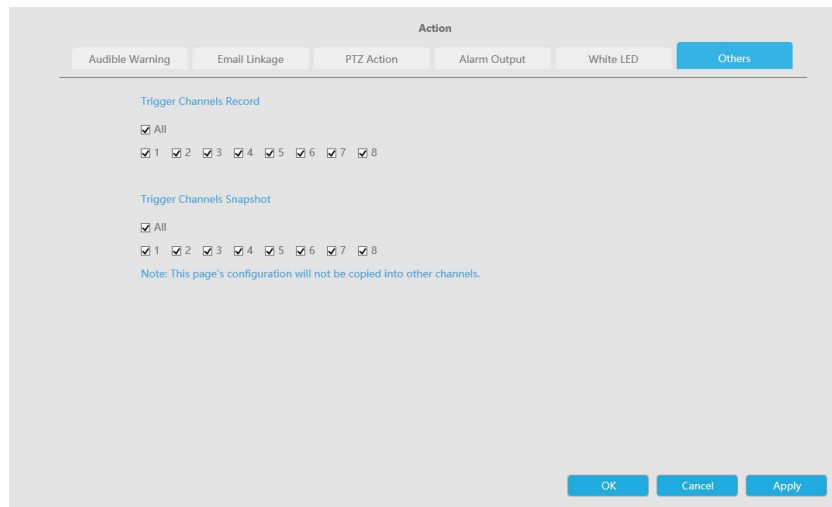 Action
Audible Warning Email Linkage PTZ Action Alarm Output White LED Others
Trigger Channels Record
All
1 2 3 4 5 6 7 8
Trigger Channels Snapshot
All
1 2 3 4 5 6 7 8
Note: This page's configuration will not be copied into other channels.
OK Cancel Apply